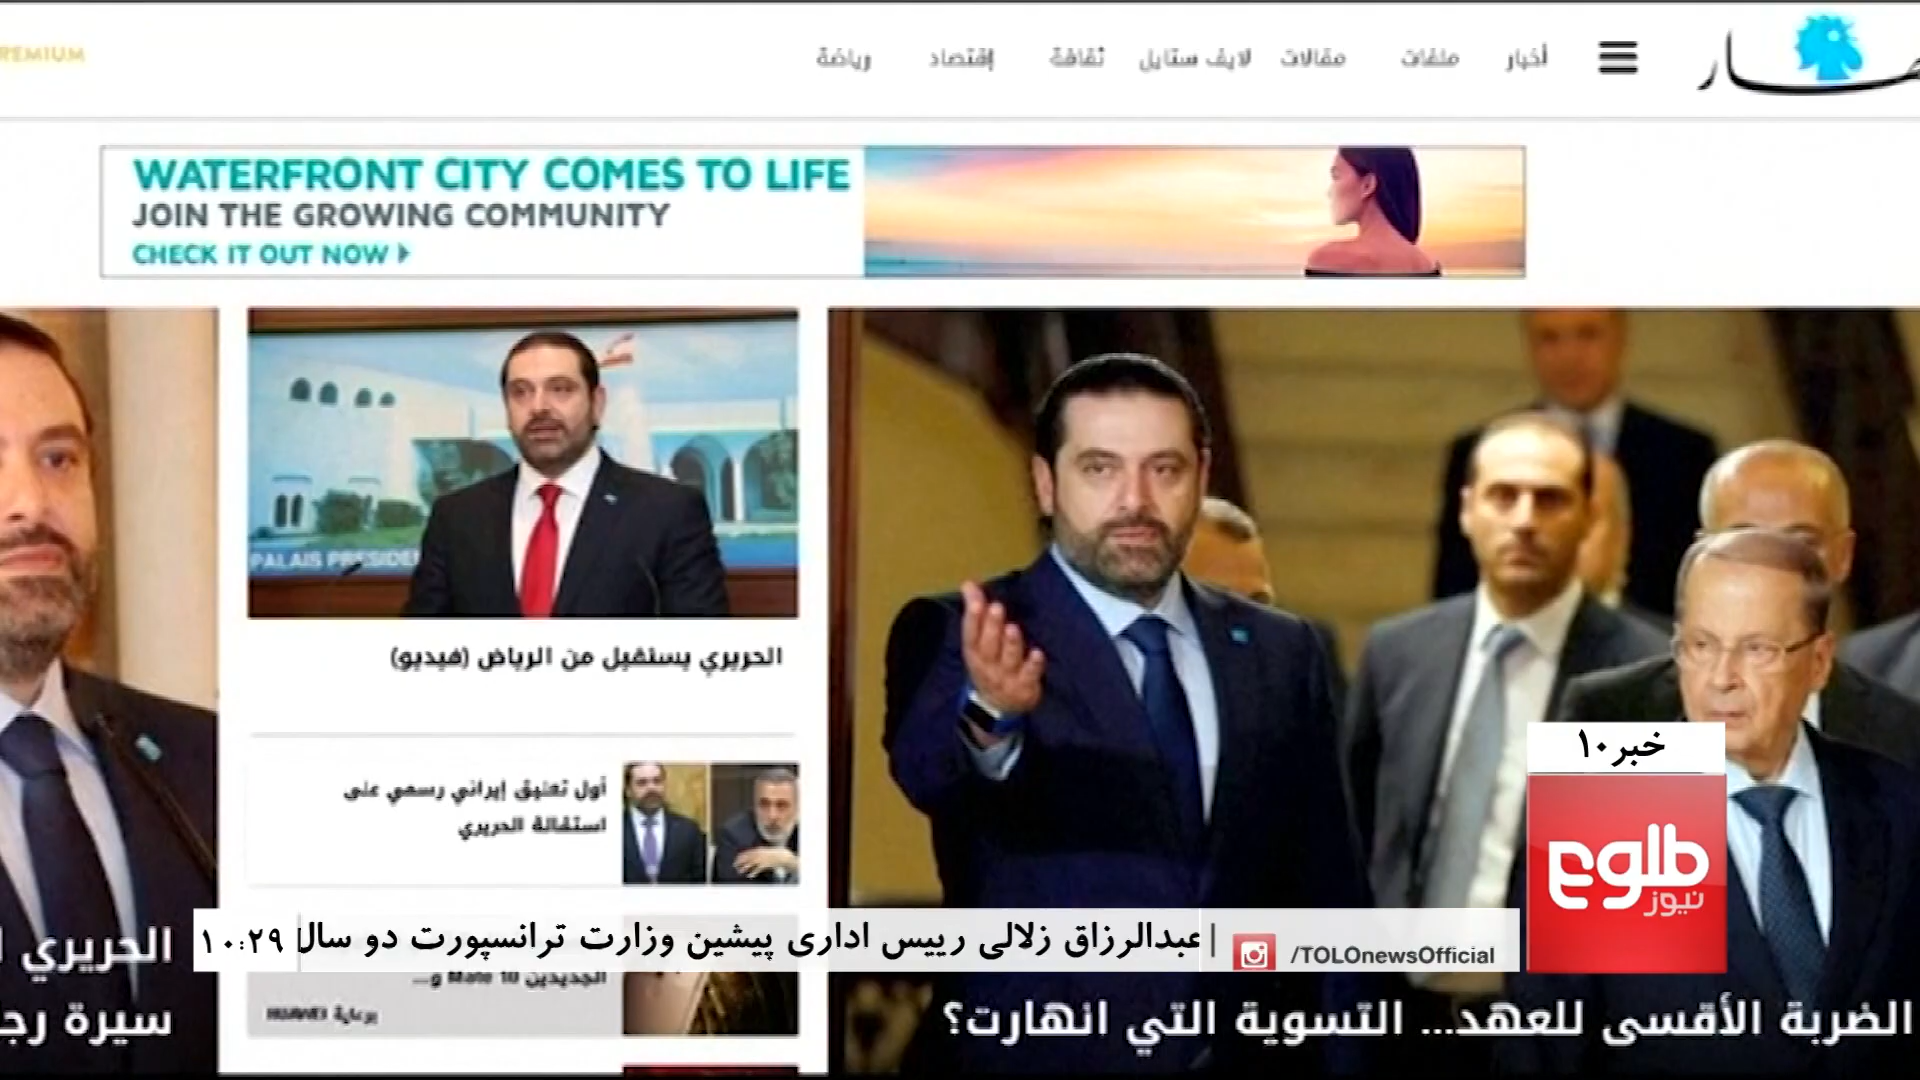 PREMIUM
أخبار
ملفات
مقالات
لايف ستايل
ثقافة
إقتصاد
رياضة
WATERFRONT CITY COMES TO LIFE
JOIN THE GROWING COMMUNITY
CHECK IT OUT NOW
PALAIS PRESIDEN
الحريري يستقيل من الرياض (فيديو)
أول تعليق إيراني رسمي على
استقالة الحريري
الجديدين Mate 10 و...
برعاية HUAWEI
الضربة الأقسى للعهد... التسوية التي انهارت؟
الحريري
سيرة رجل
خبر۱۰
طلوع
نیوز
/TOLOnewsOfficial
عبدالرزاق زلالی رییس اداری پیشین وزارت ترانسپورت دو سال
۱۰:۲۹